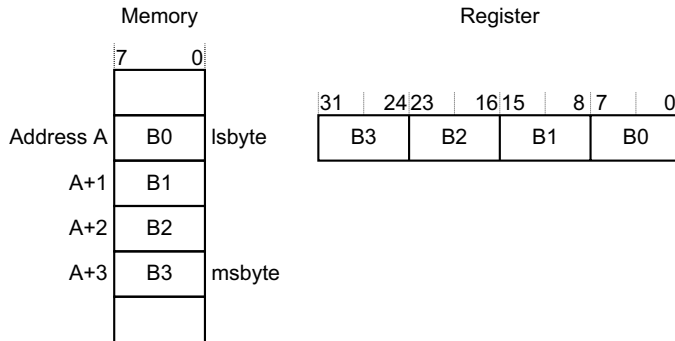 Memory
Register
7 0
31 24 23 16 15 8 7 0
Address A B0 lsbyte
B3 B2 B1 B0
A+1 B1
A+2 B2
A+3 B3 msbyte